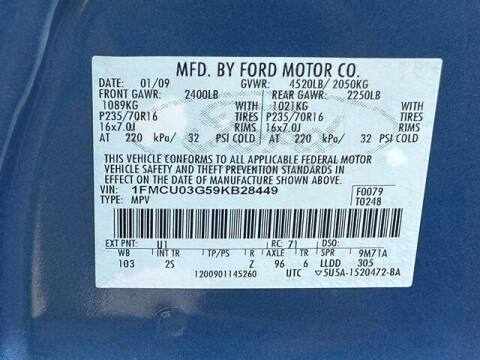 MFD. BY FORD MOTOR CO.
DATE: 01/09 GVWR: 4520LB/ 2050KG
FRONT GAWR: 2400LB REAR GAWR: 2250LB
1089KG WITH 1021KG WITH
P235/70R16 TIRES P235/70R16 TIRES
16x7.0J RIMS 16x7.0J RIMS
AT 220 kPa/ 32 PSI COLD AT 220 kPa/ 32 PSI COLD
THIS VEHICLE CONFORMS TO ALL APPLICABLE FEDERAL MOTOR
VEHICLE SAFETY AND THEFT PREVENTION STANDARDS IN EFFECT ON THE
DATE OF MANUFACTURE SHOWN ABOVE.
VIN: 1FMCU03G59KB28449 F0079
TYPE: MPV T0248
EXT PNT: U1 RC: 71 DSO:
WB INT TR TP/PS R AXLE TR SPR 9M71A
103 2S Z 96 6 LLDD 305
1200901145260 UTC 5U5A-1520472-BA